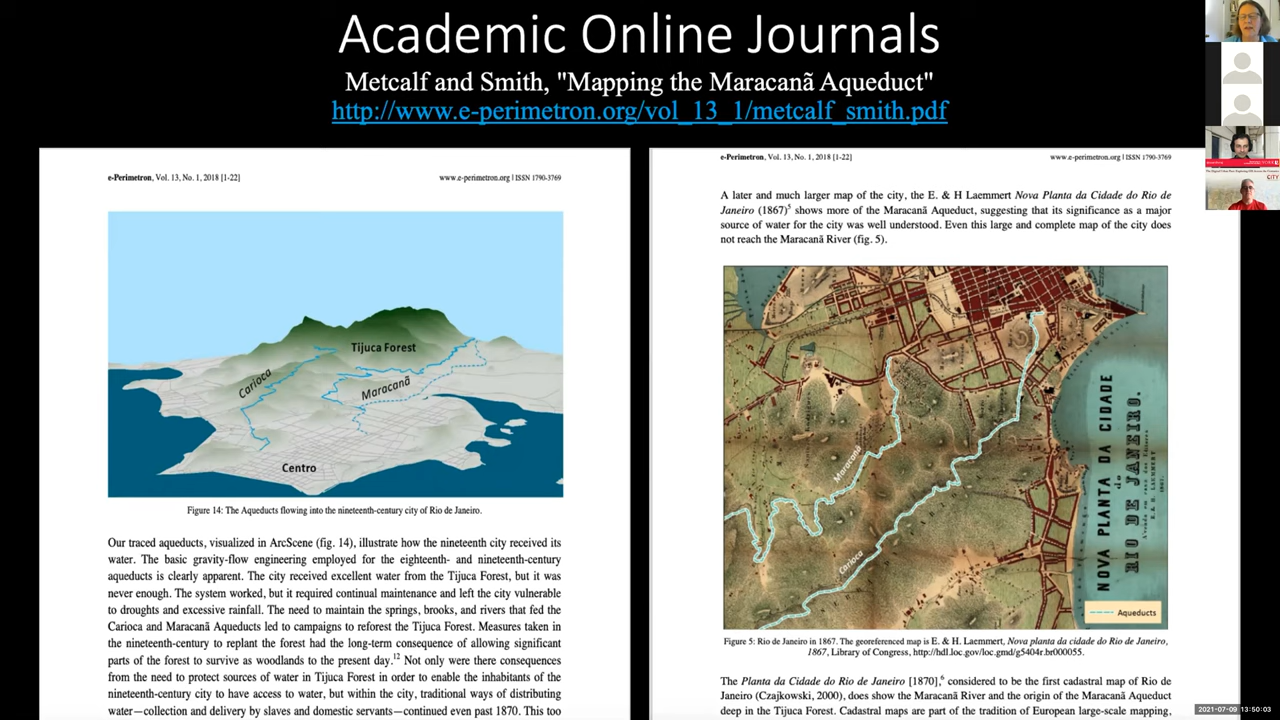 Academic Online Journals
Metcalf and Smith, "Mapping the Maracanã Aqueduct"
http://www.e-perimetron.org/vol_13_1/metcalf_smith.pdf
e-Perimetron, Vol. 13, No. 1, 2018 [1-22]
www.e-perimetron.org | ISSN 1790-3769
Tijuca Forest
Carioca
Maracanã
Centro
Figure 14: The Aqueducts flowing into the nineteenth-century city of Rio de Janeiro.
Our traced aqueducts, visualized in ArcScene (fig. 14), illustrate how the nineteenth city received its
water. The basic gravity-flow engineering employed for the eighteenth- and nineteenth-century
aqueducts is clearly apparent. The city received excellent water from the Tijuca Forest, but it was
never enough. The system worked, but it required continual maintenance and left the city vulnerable
to droughts and excessive rainfall. The need to maintain the springs, brooks, and rivers that fed the
Carioca and Maracanã Aqueducts led to campaigns to reforest the Tijuca Forest. Measures taken in
the nineteenth-century to replant the forest had the long-term consequence of allowing significant
parts of the forest to survive as woodlands to the present day.12 Not only were there consequences
from the need to protect sources of water in Tijuca Forest in order to enable the inhabitants of the
nineteenth-century city to have access to water, but within the city, traditional ways of distributing
water—collection and delivery by slaves and domestic servants—continued even past 1870. This too
e-Perimetron, Vol. 13, No. 1, 2018 [1-22]
www.e-perimetron.org | ISSN 1790-3769
A later and much larger map of the city, the E. & H Laemmert Nova Planta da Cidade do Rio de
Janeiro (1867)5 shows more of the Maracanã Aqueduct, suggesting that its significance as a major
source of water for the city was well understood. Even this large and complete map of the city does
not reach the Maracanã River (fig. 5).
Maracanã
Carioca
NOVA PLANTA DA CIDADE
do
RIO DE JANEIRO.
E. & H. LAEMMERT
1867.
Aqueducts
Figure 5: Rio de Janeiro in 1867. The georeferenced map is E. & H. Laemmert, Nova planta da cidade do Rio de Janeiro,
1867, Library of Congress, http://hdl.loc.gov/loc.gmd/g5404r.br000055.
The Planta da Cidade do Rio de Janeiro [1870],6 considered to be the first cadastral map of Rio de
Janeiro (Czajkowski, 2000), does show the Maracanã River and the origin of the Maracanã Aqueduct
deep in the Tijuca Forest. Cadastral maps are part of the tradition of European large-scale mapping,
CITY
2021-07-09 13:50:03